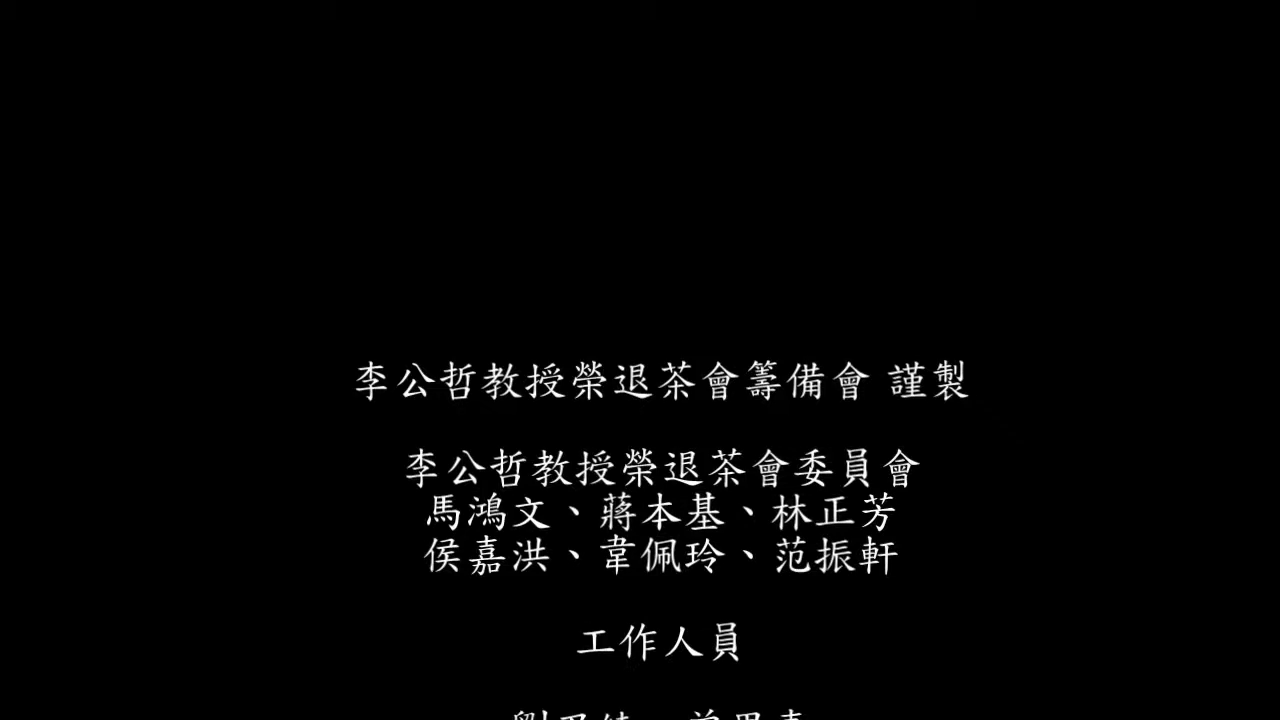 李公哲教授榮退茶會籌備會 謹製
李公哲教授榮退茶會委員會
馬鴻文、蔣本基、林正芳
侯嘉洪、韋佩玲、范振軒
工作人員